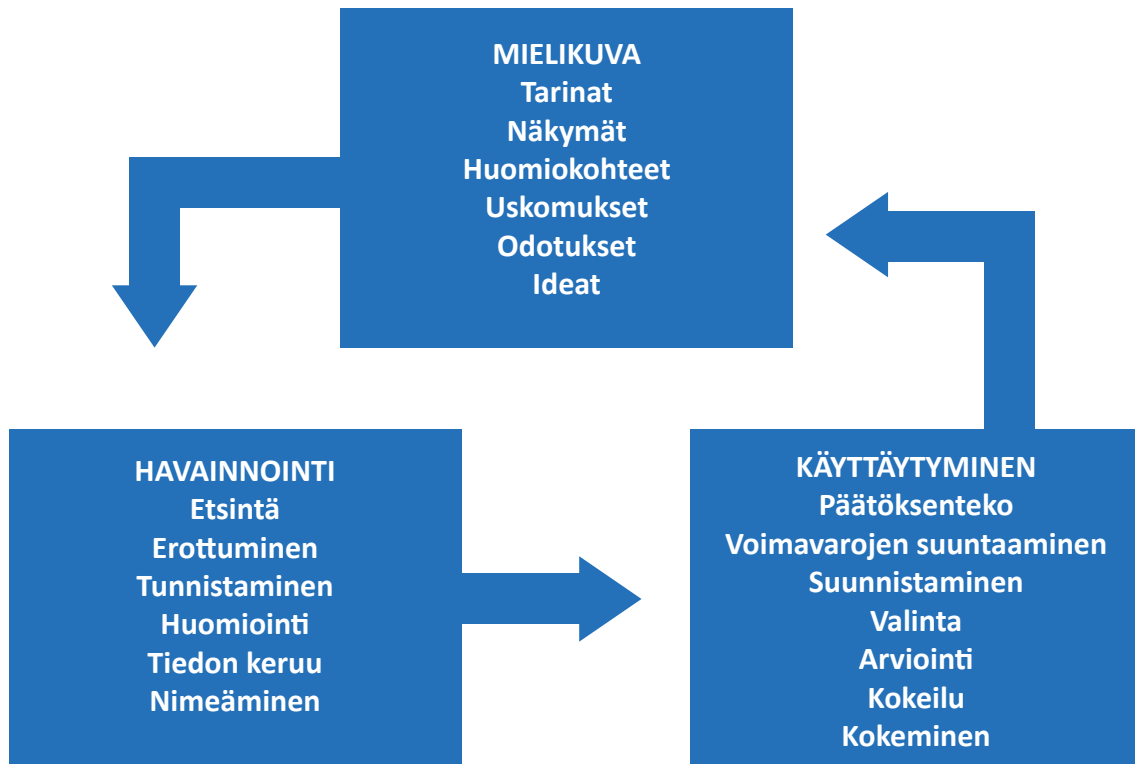 MIELIKUVA
Tarinat
Näkymät
Huomiokohteet
Uskomukset
Odotukset
Ideat
HAVAINNOINTI
Etsintä
Erottuminen
Tunnistaminen
Huomiointi
Tiedon keruu
Nimeäminen
KÄYTTÄYTYMINEN
Päätöksenteko
Voimavarojen suuntaaminen
Suunnistaminen
Valinta
Arviointi
Kokeilu
Kokeminen